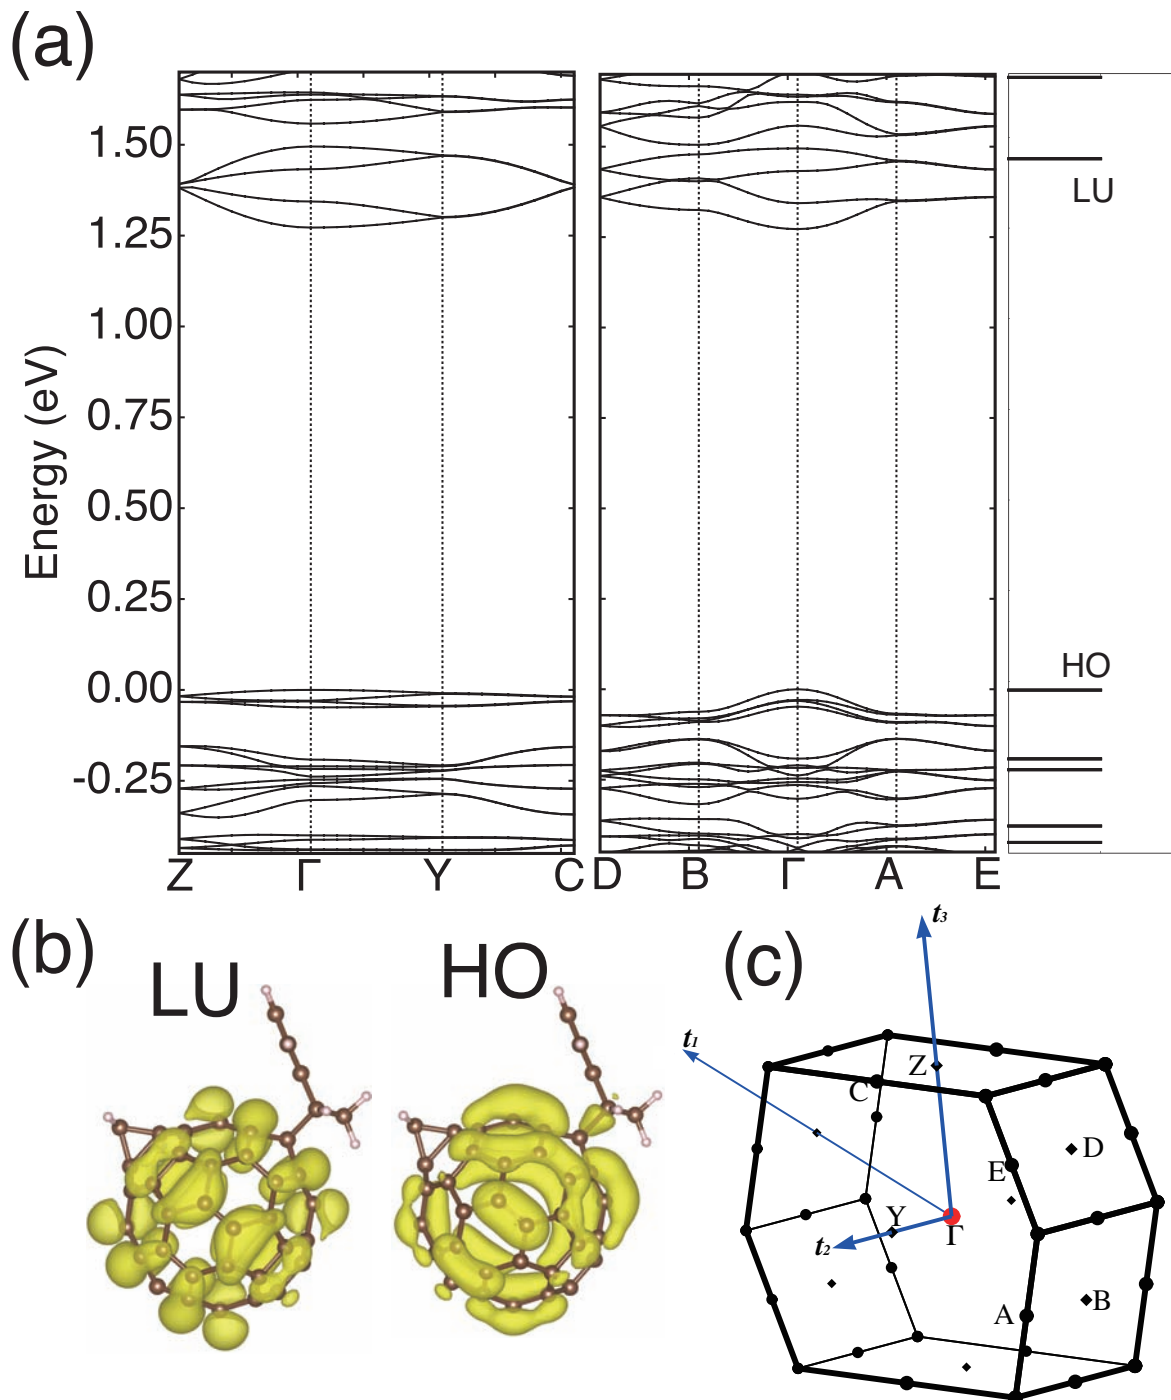 (a)
Energy (eV)
1.50
1.25
1.00
0.75
0.50
0.25
0.00
-0.25
Z Γ Y C D B Γ A E
LU
HO
(b)
LU
HO
(c)
t3
t1
Z
C
D
E
Y
Γ
t2
B
A